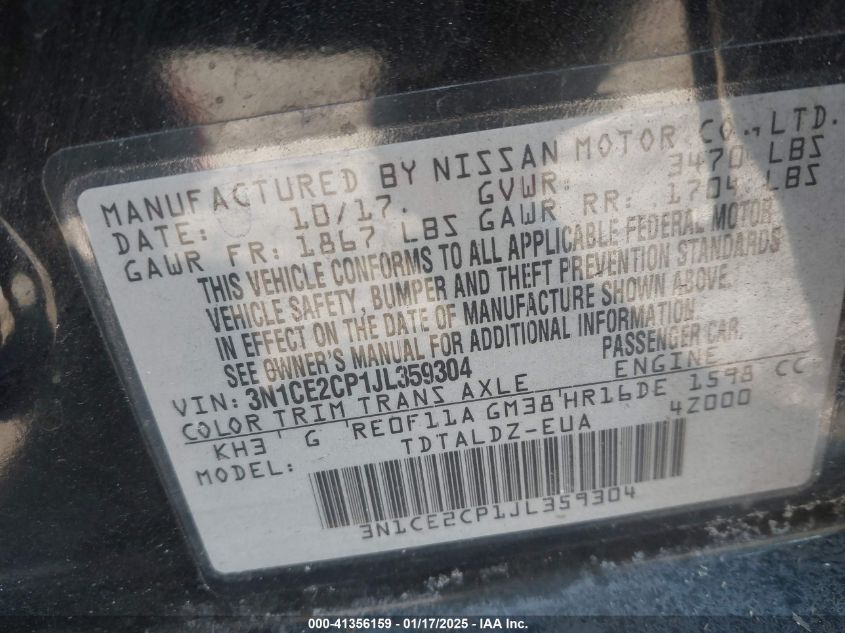 MANUFACTURED BY NISSAN MOTOR CO., LTD.
DATE: 10/17. GVWR: 3470 LBS
GAWR FR: 1867 LBS GAWR RR: 1704 LBS
THIS VEHICLE CONFORMS TO ALL APPLICABLE FEDERAL MOTOR
VEHICLE SAFETY, BUMPER AND THEFT PREVENTION STANDARDS
IN EFFECT ON THE DATE OF MANUFACTURE SHOWN ABOVE.
SEE OWNER'S MANUAL FOR ADDITIONAL INFORMATION.
VIN: 3N1CE2CP1JL359304 PASSENGER CAR.
COLOR TRIM TRANS AXLE ENGINE
KH3 G RE0F11A GM38 HR16DE 1598 CC
MODEL: TDTALDZ-EUA 4Z000
3N1CE2CP1JL359304
000-41356159 — 01/17/2025 — © IAA Holdings, LLC.